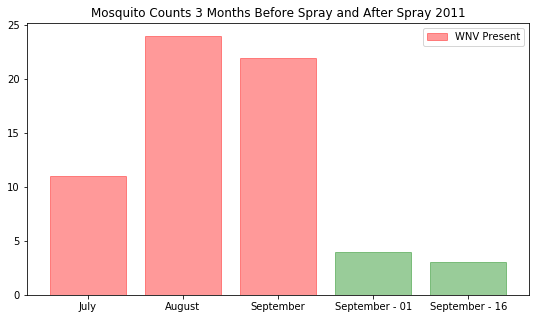 Mosquito Counts 3 Months Before Spray and After Spray 2011
WNV Present
25
20
15
10
5
0
July August September September - 01 September - 16